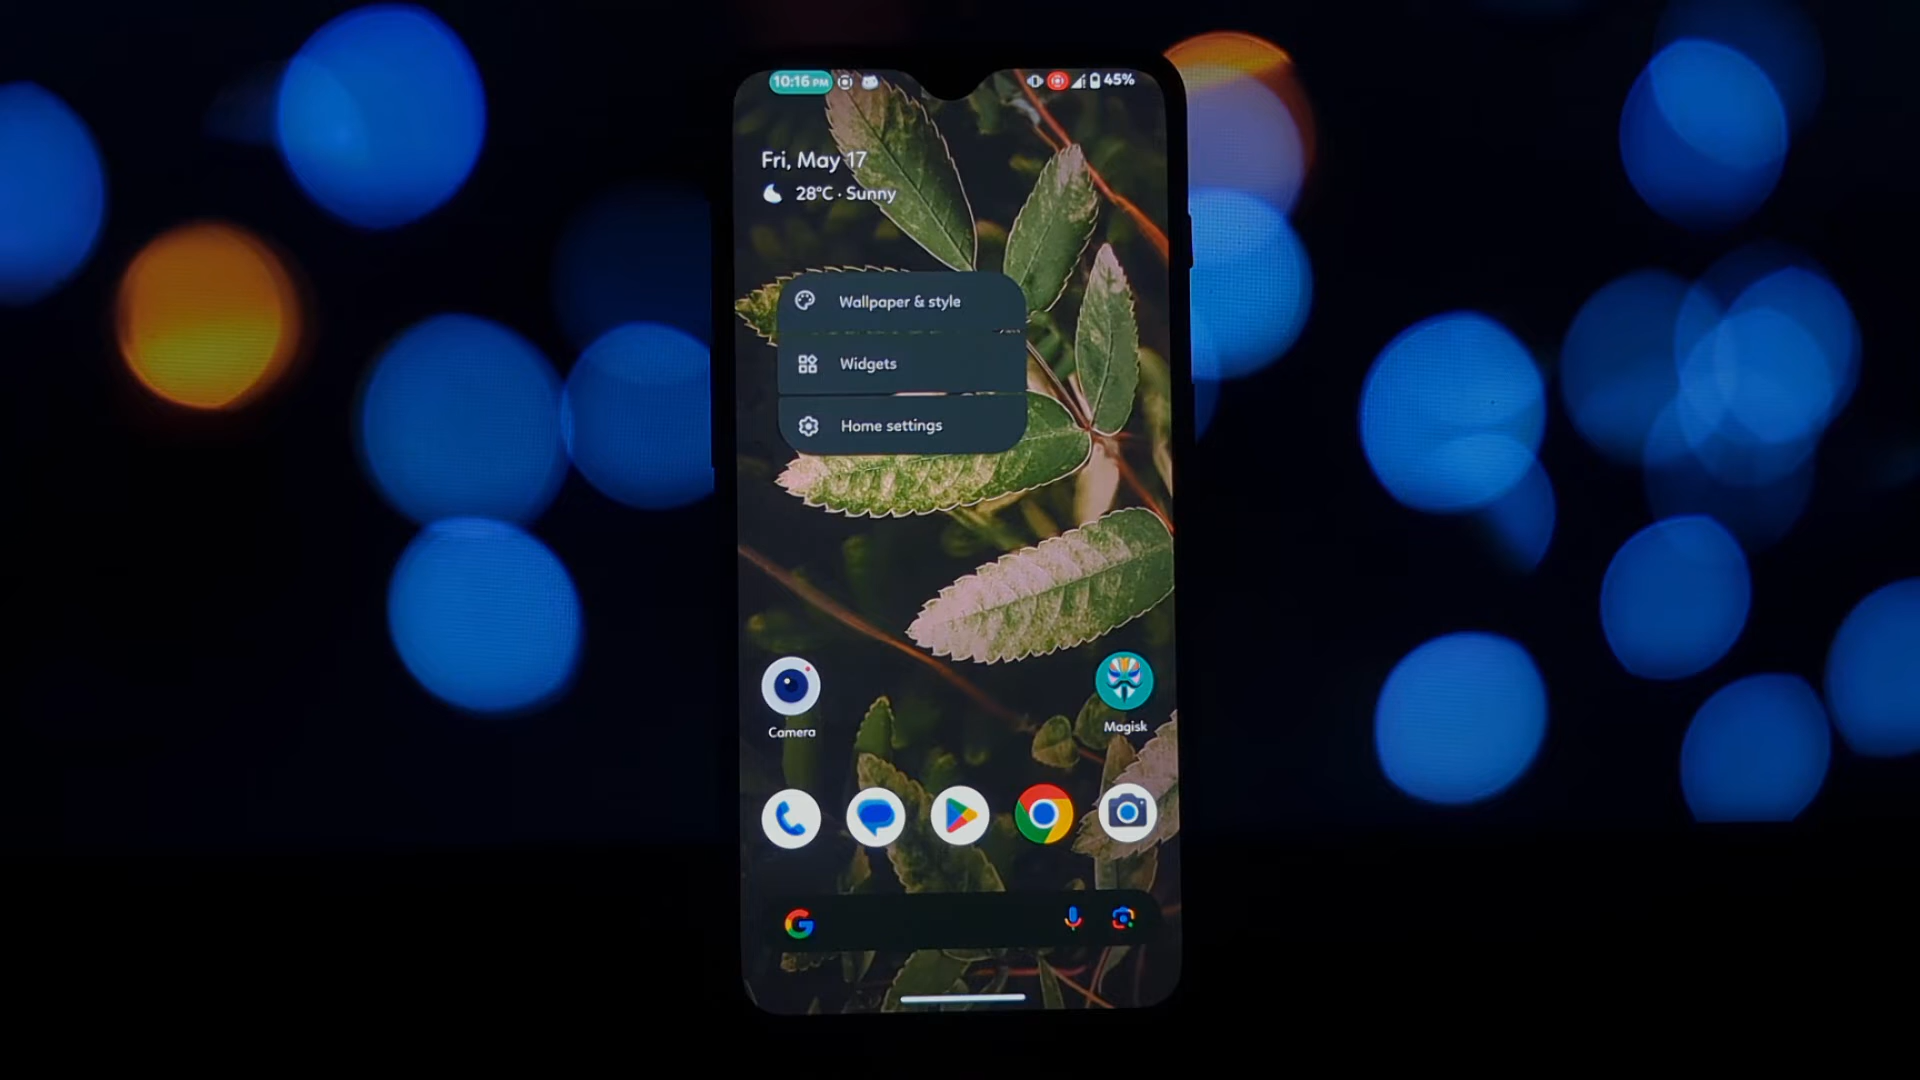 10:16 PM 45%
Fri, May 17
28°C · Sunny
Wallpaper & style
Widgets
Home settings
Camera
Magisk